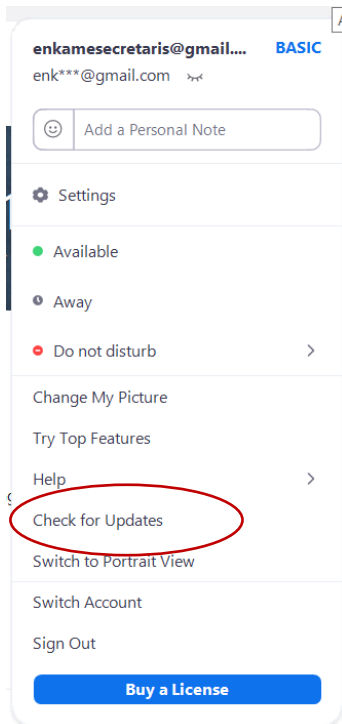 enkamesecretaris@gmail.... BASIC
enk***@gmail.com
Add a Personal Note
Settings
Available
Away
Do not disturb
Change My Picture
Try Top Features
Help
Check for Updates
Switch to Portrait View
Switch Account
Sign Out
Buy a License